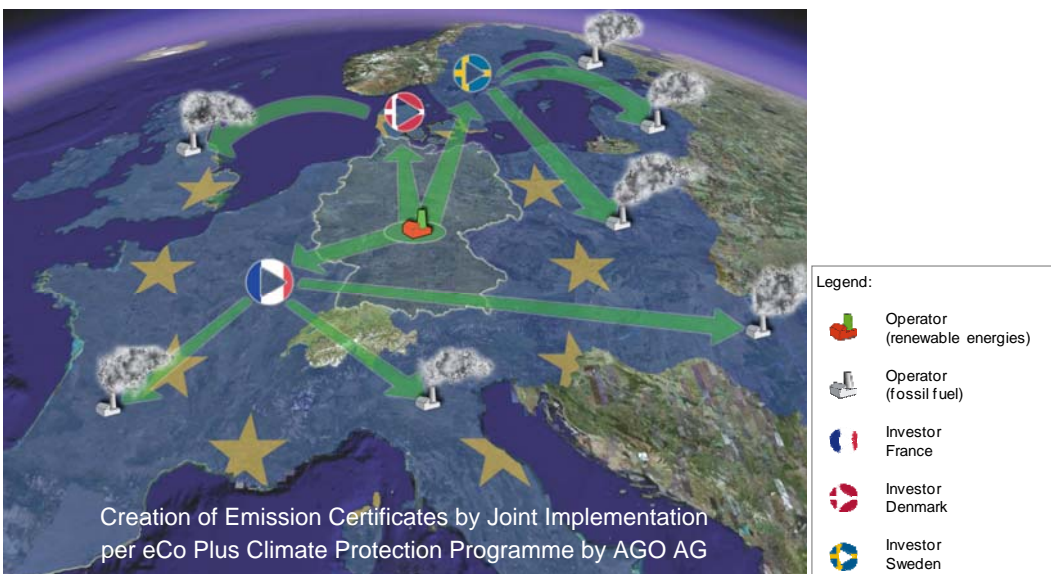 Creation of Emission Certificates by Joint Implementation
per eCo Plus Climate Protection Programme by AGO AG
Legend:
Operator
(renewable energies)
Operator
(fossil fuel)
Investor
France
Investor
Denmark
Investor
Sweden